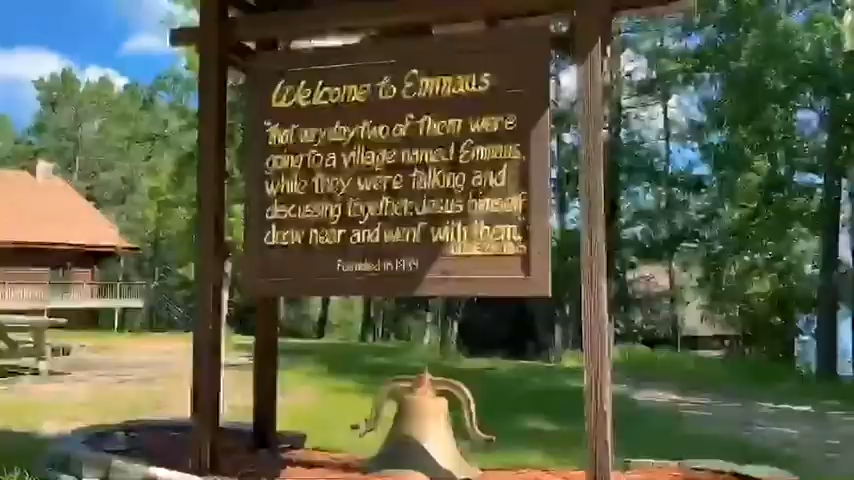 Welcome to Emmaus
"That very day two of them were
going to a village named Emmaus,
while they were talking and
discussing together Jesus himself
drew near and went with them."
Founded in 1939